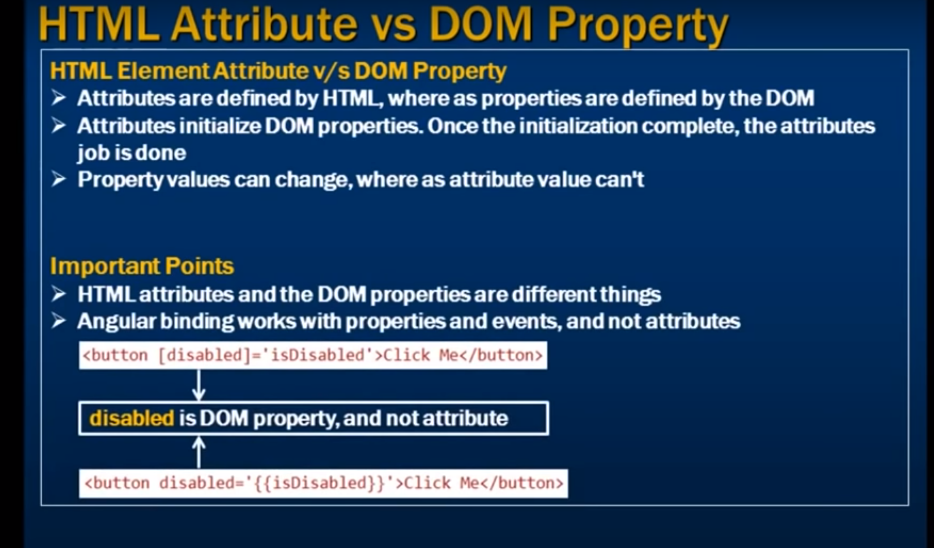 HTML Attribute vs DOM Property
HTML Element Attribute v/s DOM Property
➢ Attributes are defined by HTML, where as properties are defined by the DOM
➢ Attributes initialize DOM properties. Once the initialization complete, the attributes
job is done
➢ Property values can change, where as attribute value can't
Important Points
➢ HTML attributes and the DOM properties are different things
➢ Angular binding works with properties and events, and not attributes
<button [disabled]='isDisabled'>Click Me</button>
disabled is DOM property, and not attribute
<button disabled='{{isDisabled}}'>Click Me</button>